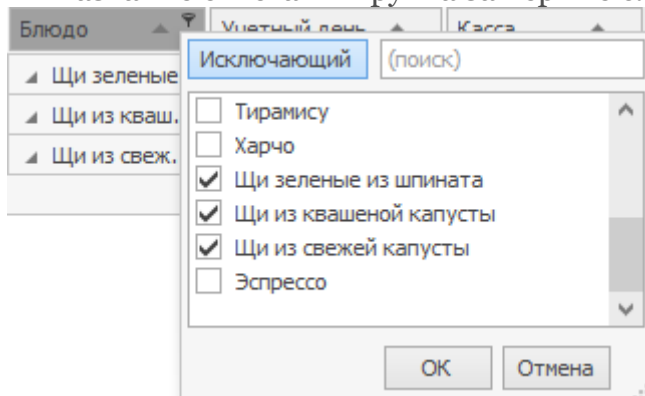 Блюдо
Учетный день
Касса
Щи зеленые
Щи из кваш.
Щи из свеж.
Исключающий
(поиск)
Тирамису
Харчо
Щи зеленые из шпината
Щи из квашеной капусты
Щи из свежей капусты
Эспрессо
ОК
Отмена